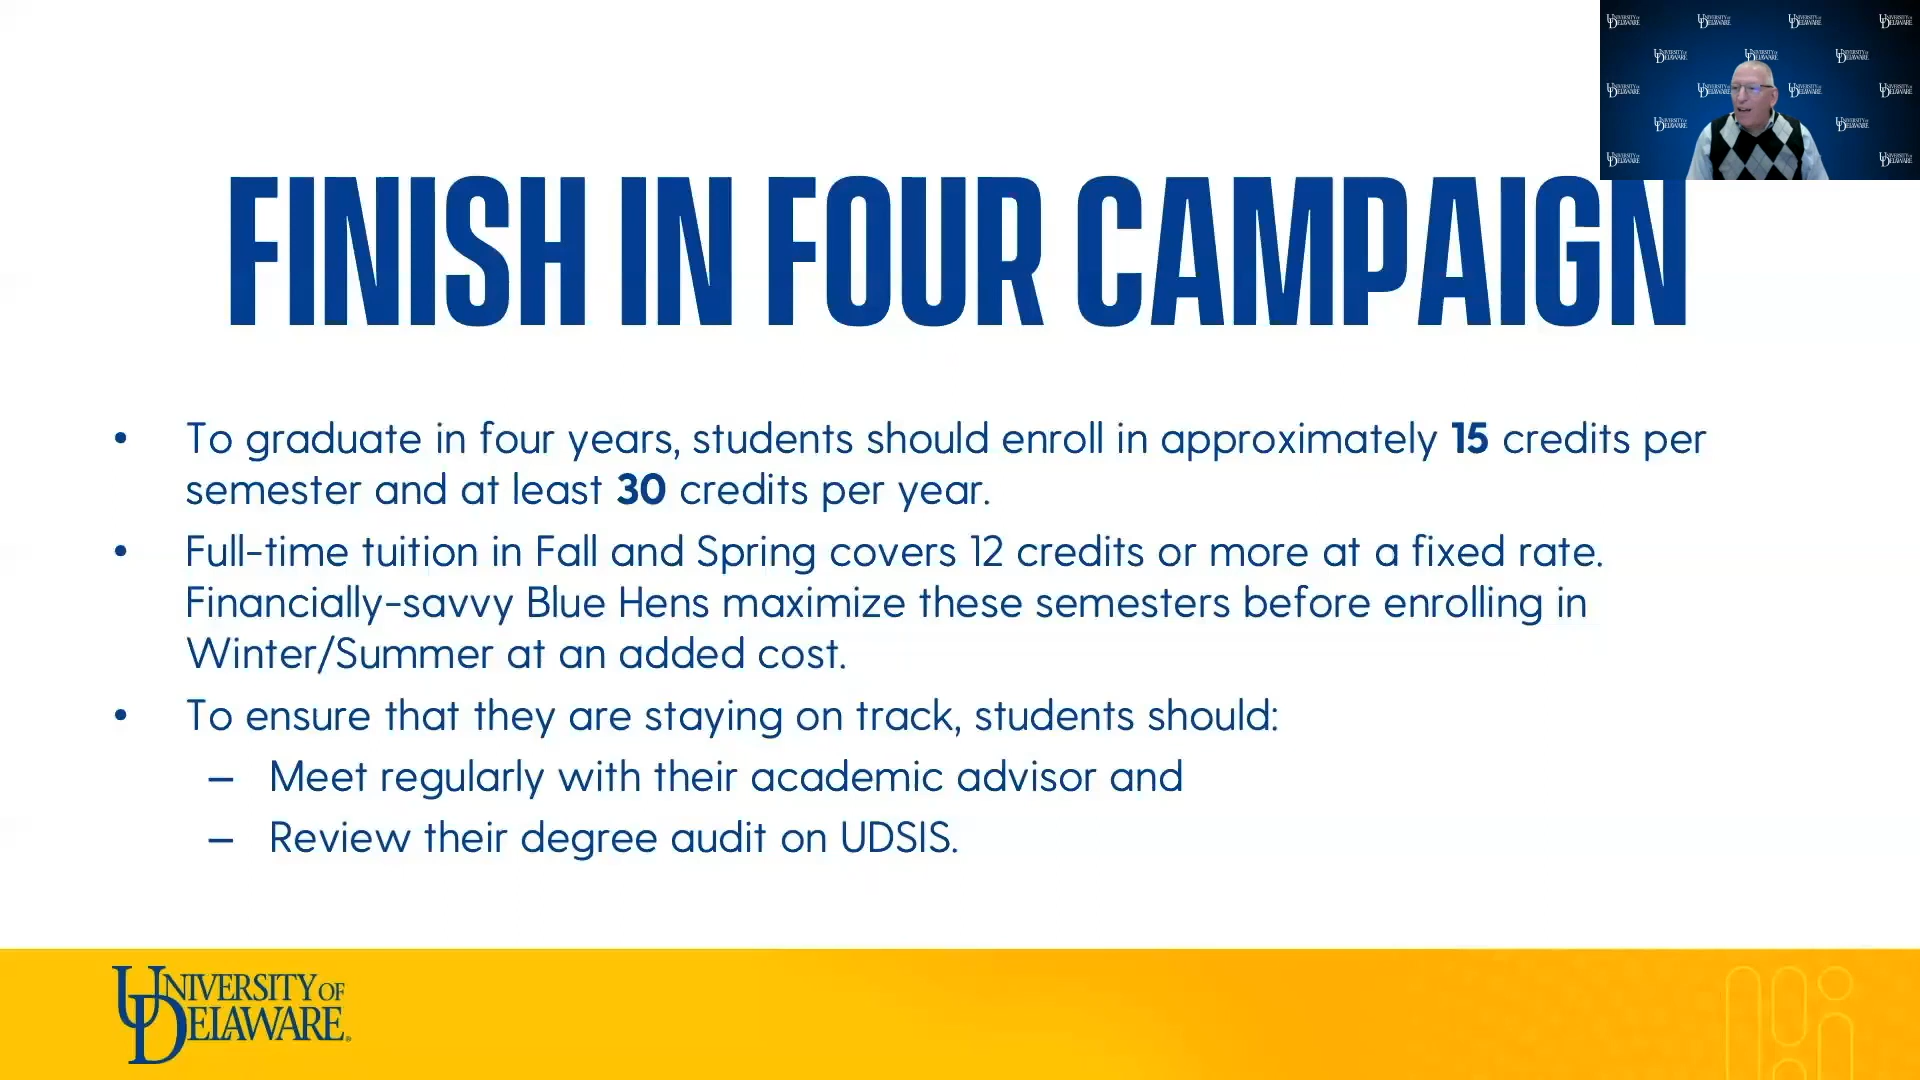 UNIVERSITY OF DELAWARE
FINISH IN FOUR CAMPAIGN
• To graduate in four years, students should enroll in approximately 15 credits per
semester and at least 30 credits per year.
• Full-time tuition in Fall and Spring covers 12 credits or more at a fixed rate.
Financially-savvy Blue Hens maximize these semesters before enrolling in
Winter/Summer at an added cost.
• To ensure that they are staying on track, students should:
– Meet regularly with their academic advisor and
– Review their degree audit on UDSIS.
UNIVERSITY OF
DELAWARE®